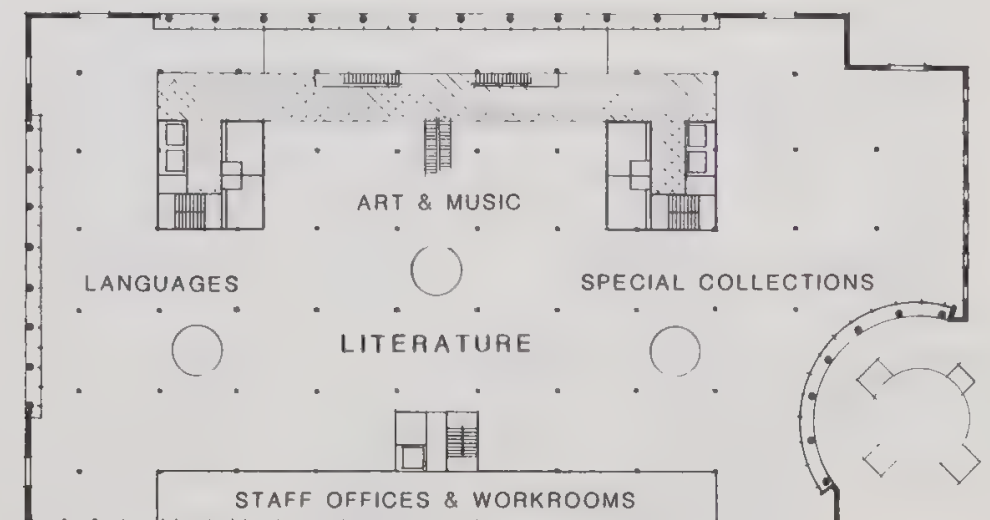 ART & MUSIC
LANGUAGES
SPECIAL COLLECTIONS
LITERATURE
STAFF OFFICES & WORKROOMS